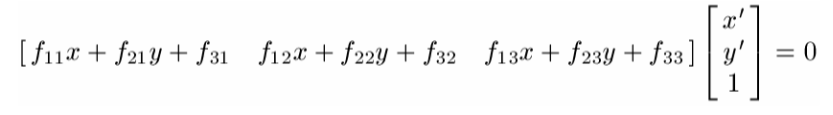 [ f₁₁x + f₂₁y + f₃₁   f₁₂x + f₂₂y + f₃₂   f₁₃x + f₂₃y + f₃₃ ] [ x′ y′ 1 ] = 0